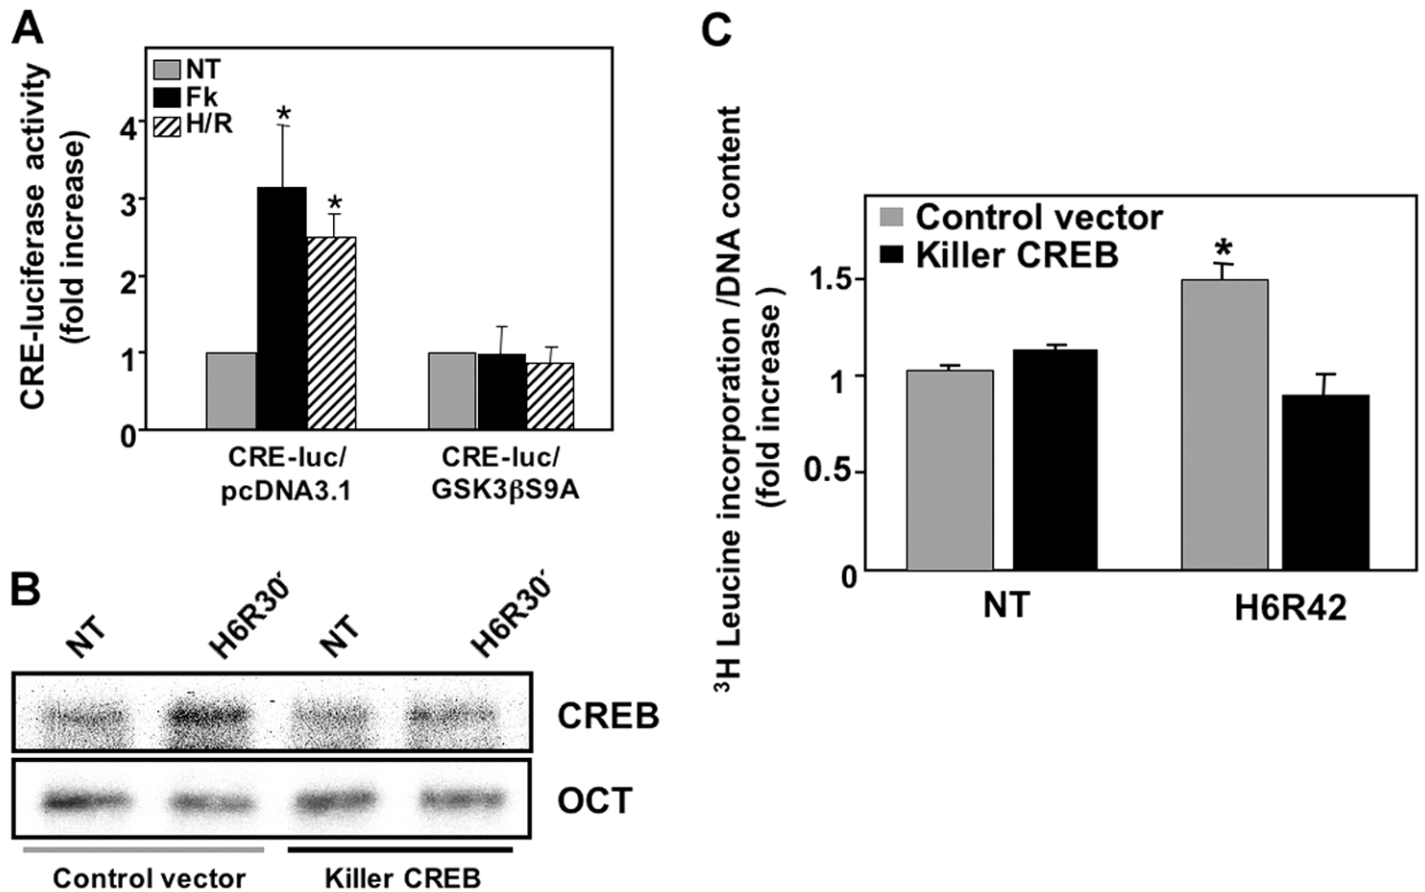 A
CRE-luciferase activity
(fold increase)
NT
Fk
H/R
4
3
2
1
0
*
*
CRE-luc/
pcDNA3.1
CRE-luc/
GSK3βS9A
B
NT
H6R30'
NT
H6R30'
CREB
OCT
Control vector
Killer CREB
C
³H Leucine incorporation /DNA content
(fold increase )
Control vector
Killer CREB
1.5
1
0.5
0
*
NT
H6R42